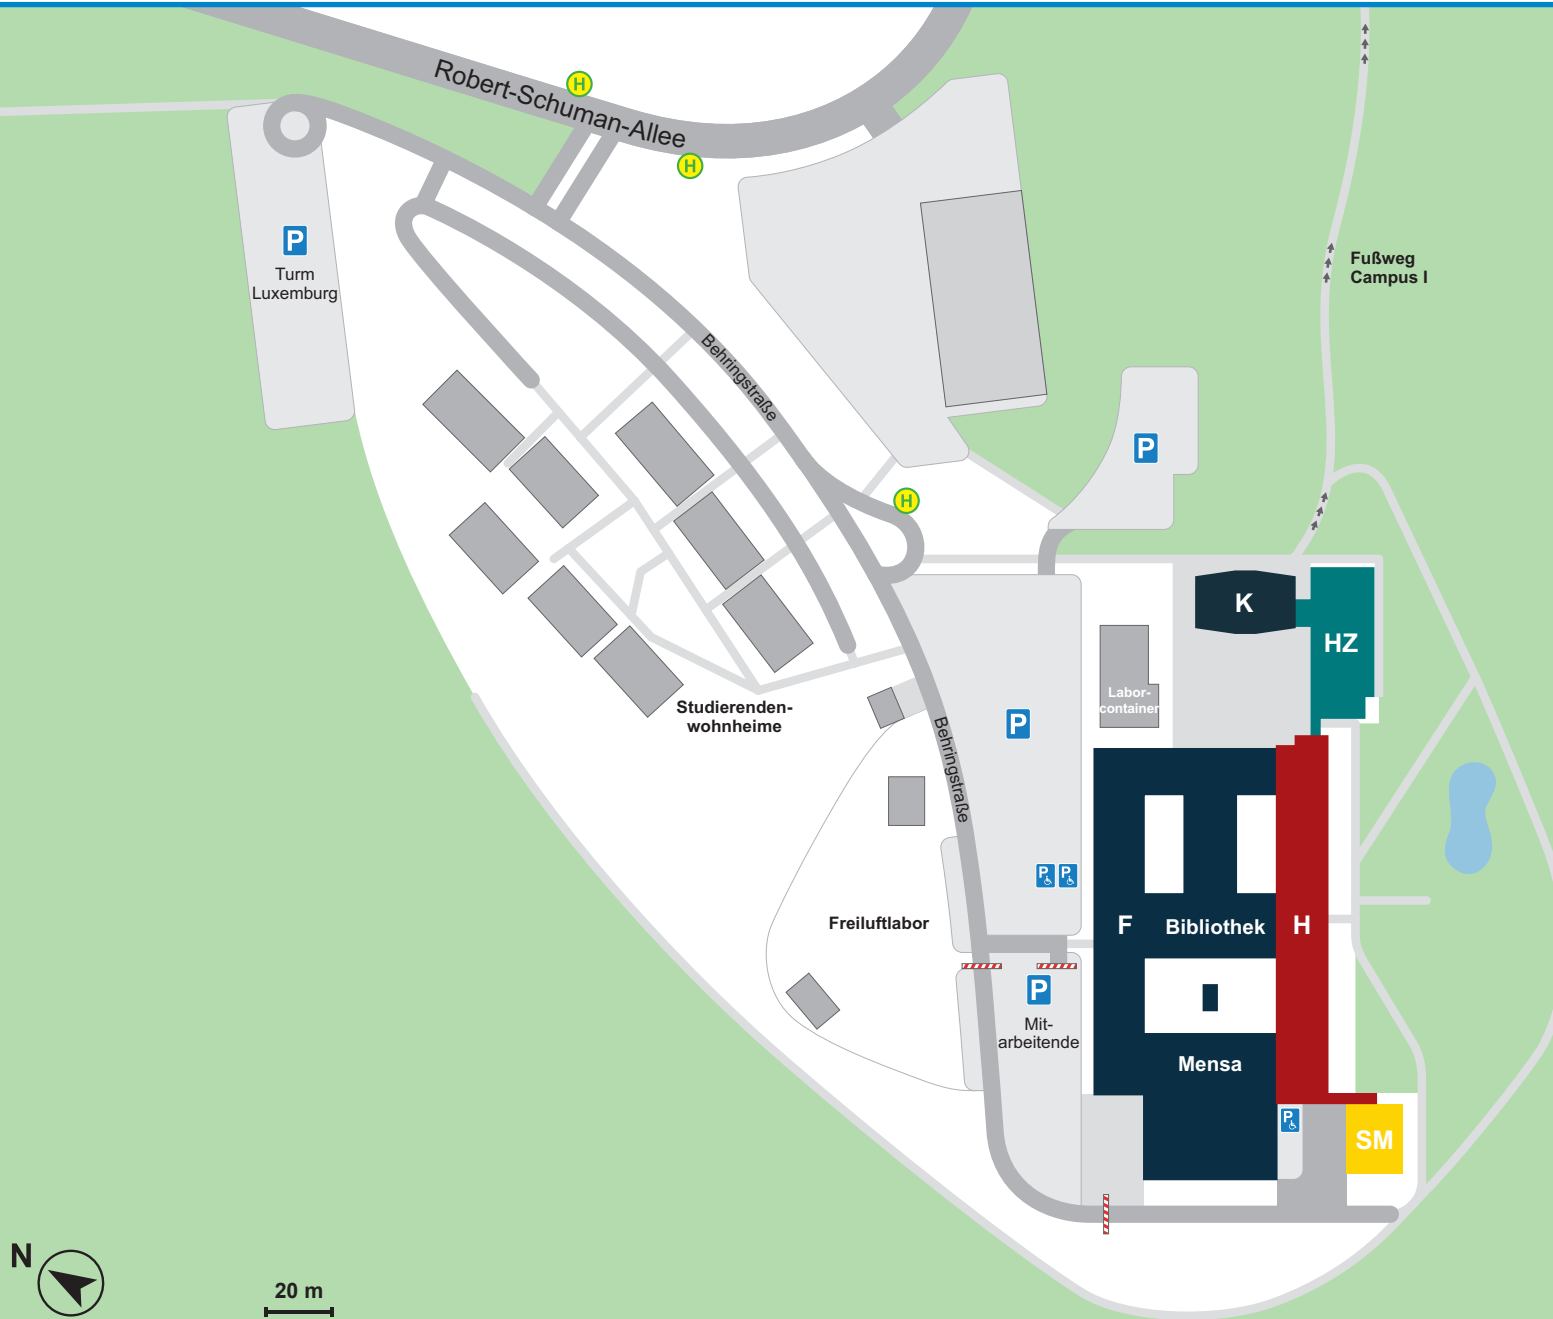 H
Robert-Schuman-Allee
H
P
Turm
Luxemburg
Fußweg
Campus I
Behringstraße
P
H
K
HZ
Labor-
container
Studierenden-
wohnheime
P
Behringstraße
P P
Freiluftlabor
F Bibliothek H
P
Mit-
arbeitende
Mensa
P
SM
N
20 m